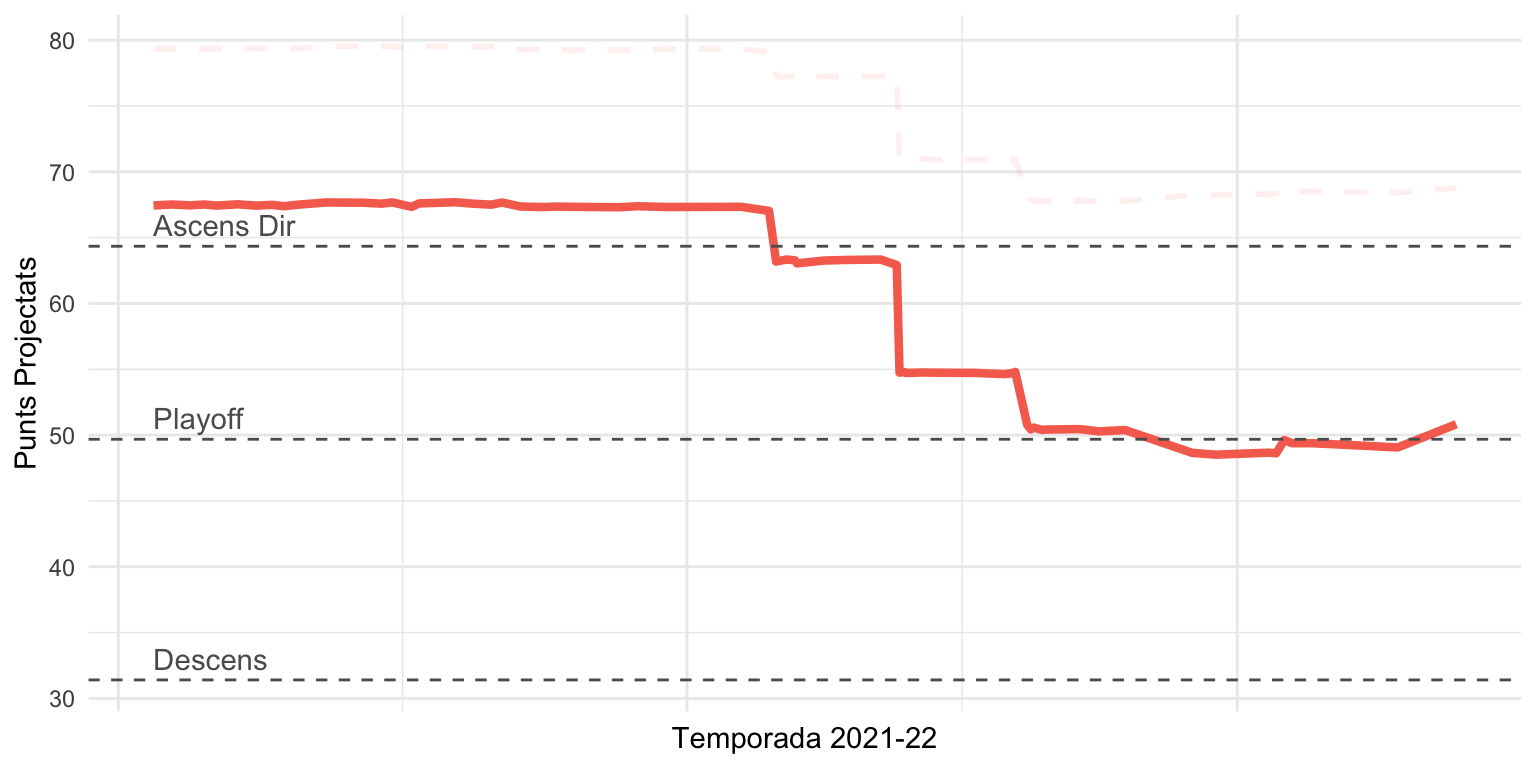 80
70
60
50
40
30
Punts Projectats
Ascens Dir
Playoff
Descens
Temporada 2021-22